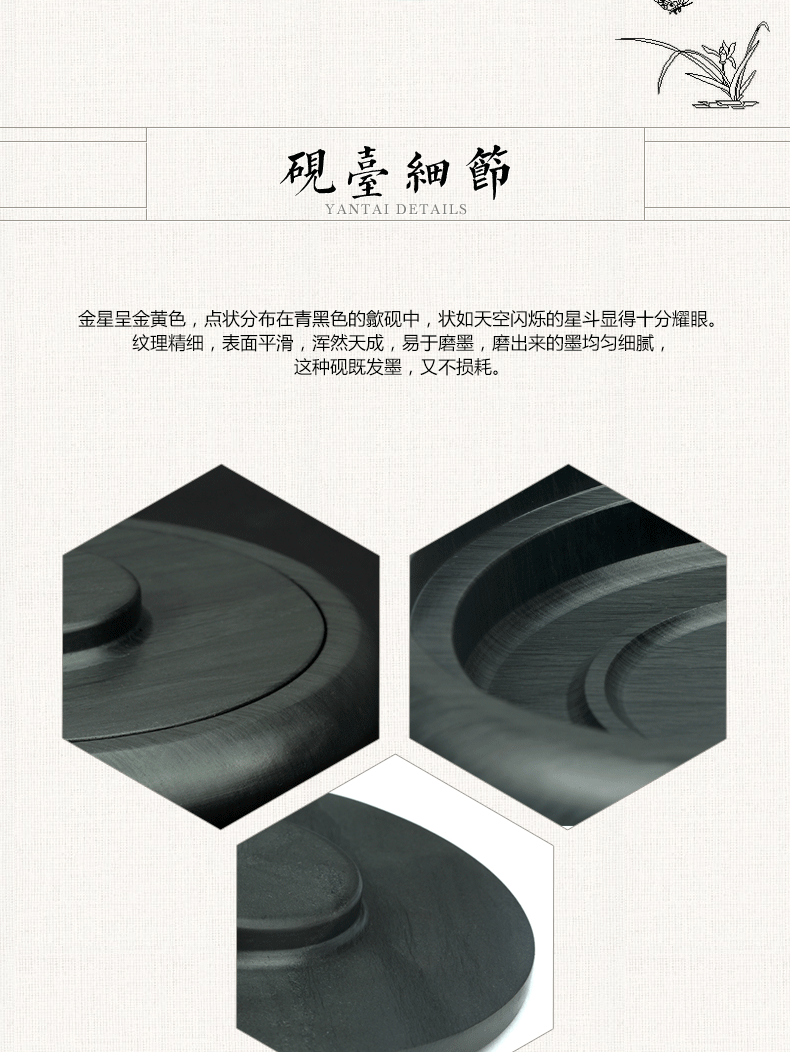 硯臺細節
YANTAI DETAILS
金星呈金黄色，点状分布在青黑色的歙砚中，状如天空闪烁的星斗显得十分耀眼。
纹理精细，表面平滑，浑然天成，易于磨墨，磨出来的墨均匀细腻，
这种砚既发墨，又不损耗。